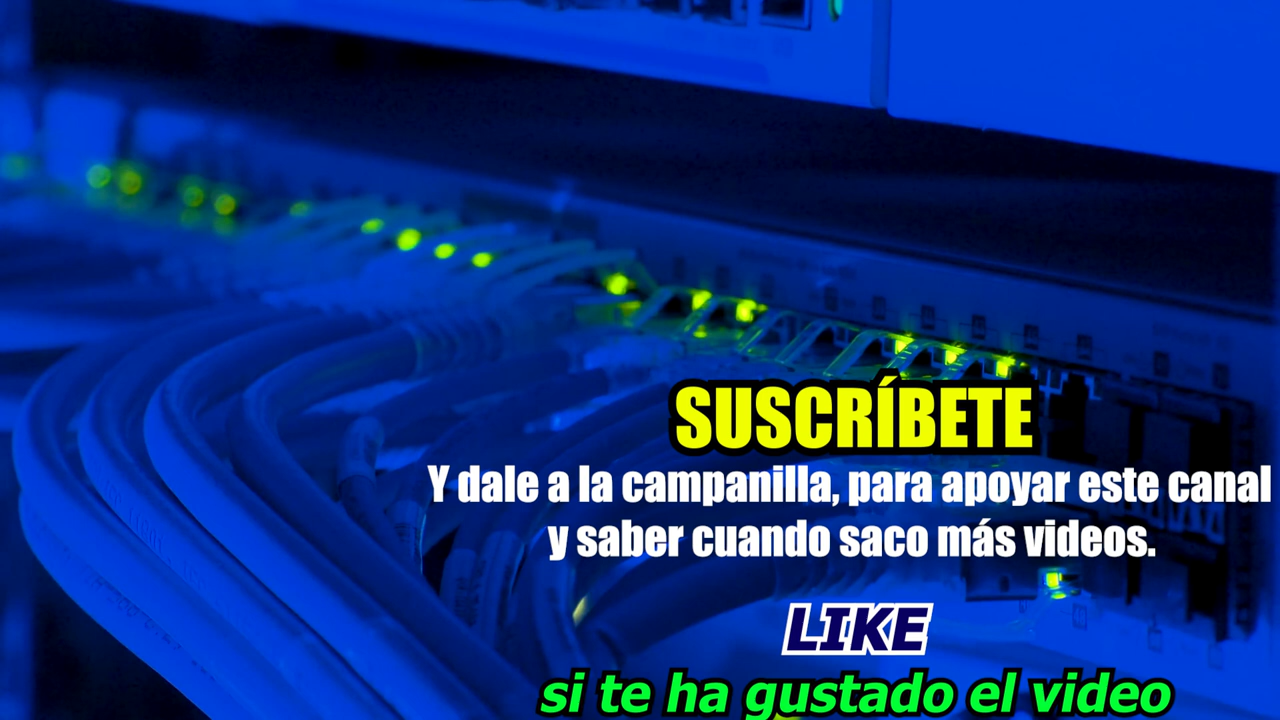 SUSCRÍBETE
Y dale a la campanilla, para apoyar este canal
y saber cuando saco más videos.
LIKE
si te ha gustado el video